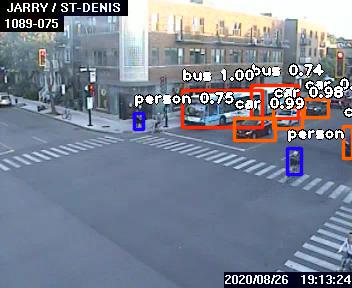 JARRY / ST-DENIS
1089-075
bus 1.00
bus 0.74
person 0.75
car 0.99
car 0.98
person
c
2020/08/26 19:13:24